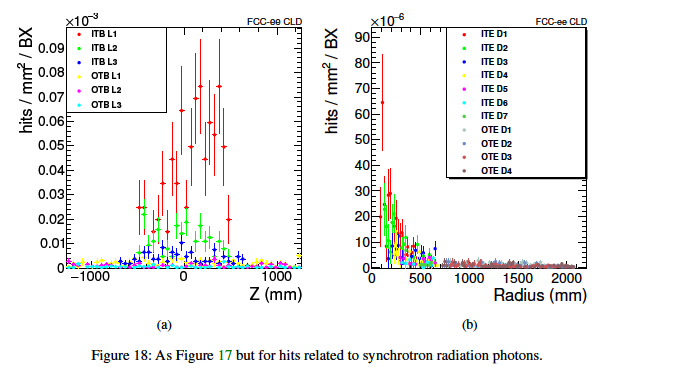 ×10⁻³
FCC-ee CLD
hits / mm² / BX
0.09
0.08
0.07
0.06
0.05
0.04
0.03
0.02
0.01
0
ITB L1
ITB L2
ITB L3
OTB L1
OTB L2
OTB L3
−1000 0 1000
Z (mm)
(a)
×10⁻⁶
FCC-ee CLD
hits / mm² / BX
90
80
70
60
50
40
30
20
10
0
ITE D1
ITE D2
ITE D3
ITE D4
ITE D5
ITE D6
ITE D7
OTE D1
OTE D2
OTE D3
OTE D4
0 500 1000 1500 2000
Radius (mm)
(b)
Figure 18: As Figure 17 but for hits related to synchrotron radiation photons.